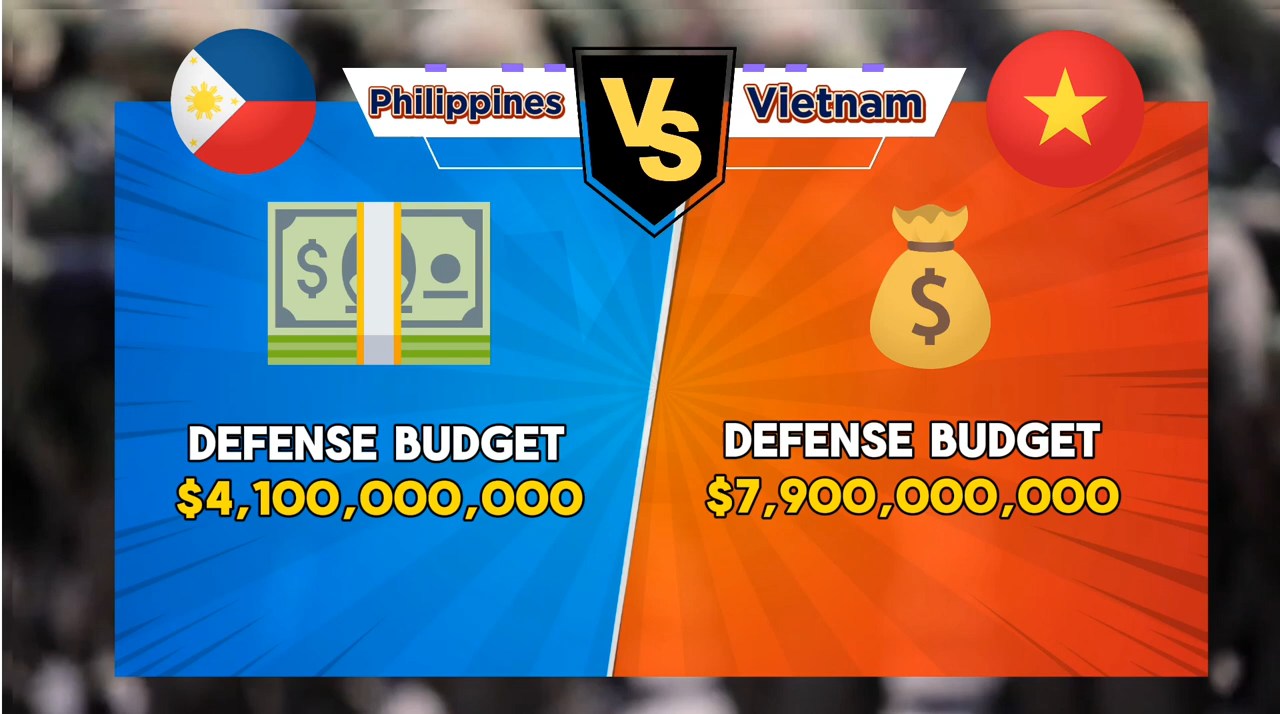 Philippines
VS
Vietnam
$
$
DEFENSE BUDGET
$4,100,000,000
DEFENSE BUDGET
$7,900,000,000